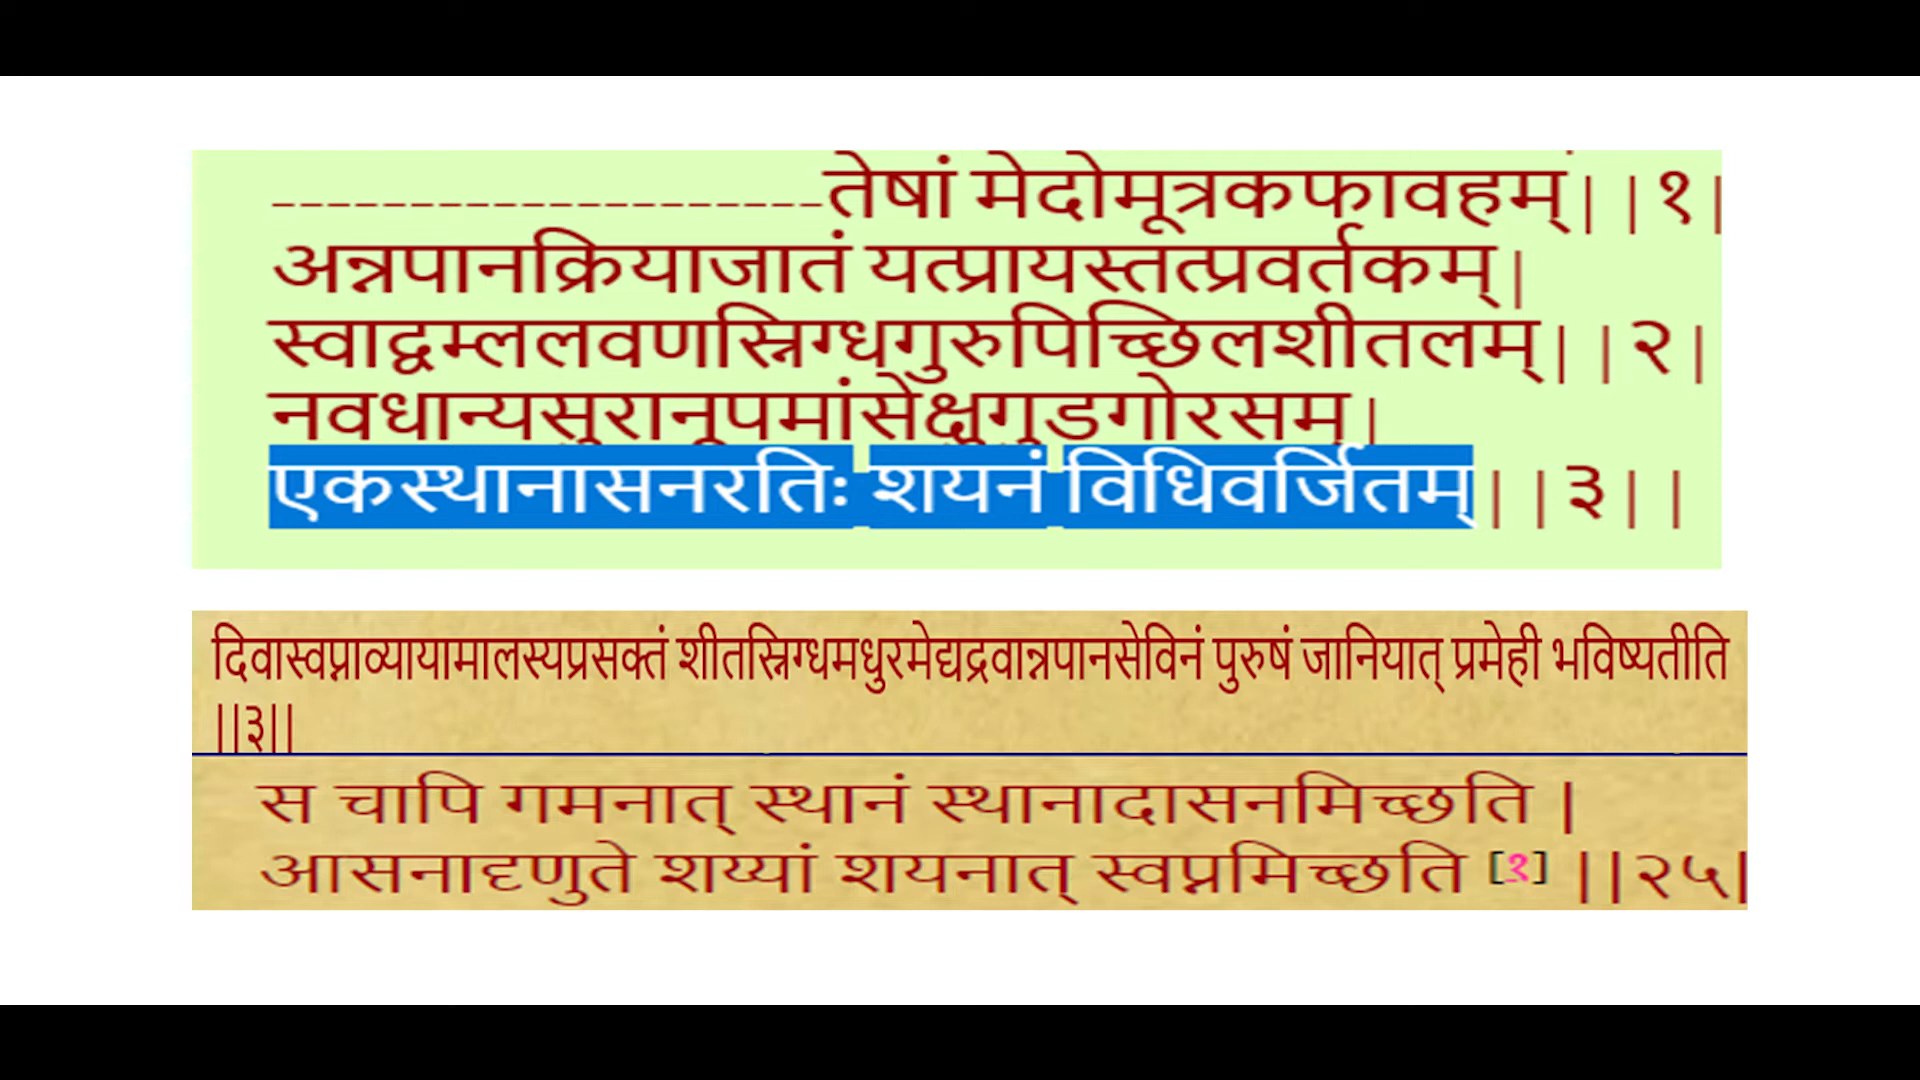 ----------------------तेषां मेदोमूत्रकफावहम्||१|
अन्नपानक्रियाजातं यत्प्रायस्तत्प्रवर्तकम्|
स्वाद्वम्ललवणस्निग्धगुरुपिच्छिलशीतलम्||२|
नवधान्यसुरानूपमांसेक्षुगुडगोरसम्|
एकस्थानासनरतिः शयनं विधिवर्जितम्||३||
दिवास्वप्नाव्यायामालस्यप्रसक्तं शीतस्निग्धमधुरमेद्यद्रवान्नपानसेविनं पुरुषं जानियात् प्रमेही भविष्यतीति
||३||
स चापि गमनात् स्थानं स्थानादासनमिच्छति |
आसनादृणुते शय्यां शयनात् स्वप्नमिच्छति [१] ||२५|